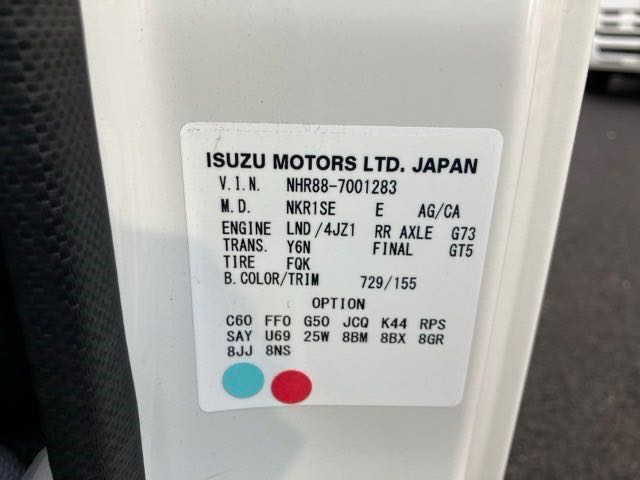 ISUZU MOTORS LTD. JAPAN
V.I.N. NHR88-7001283
M.D. NKR1SE E AG/CA
ENGINE LND/4JZ1 RR AXLE G73
TRANS. Y6N FINAL GT5
TIRE FQK
B.COLOR/TRIM 729/155
OPTION
C60 FF0 G50 JCQ K44 RPS
SAY U69 25W 8BM 8BX 8GR
8JJ 8NS